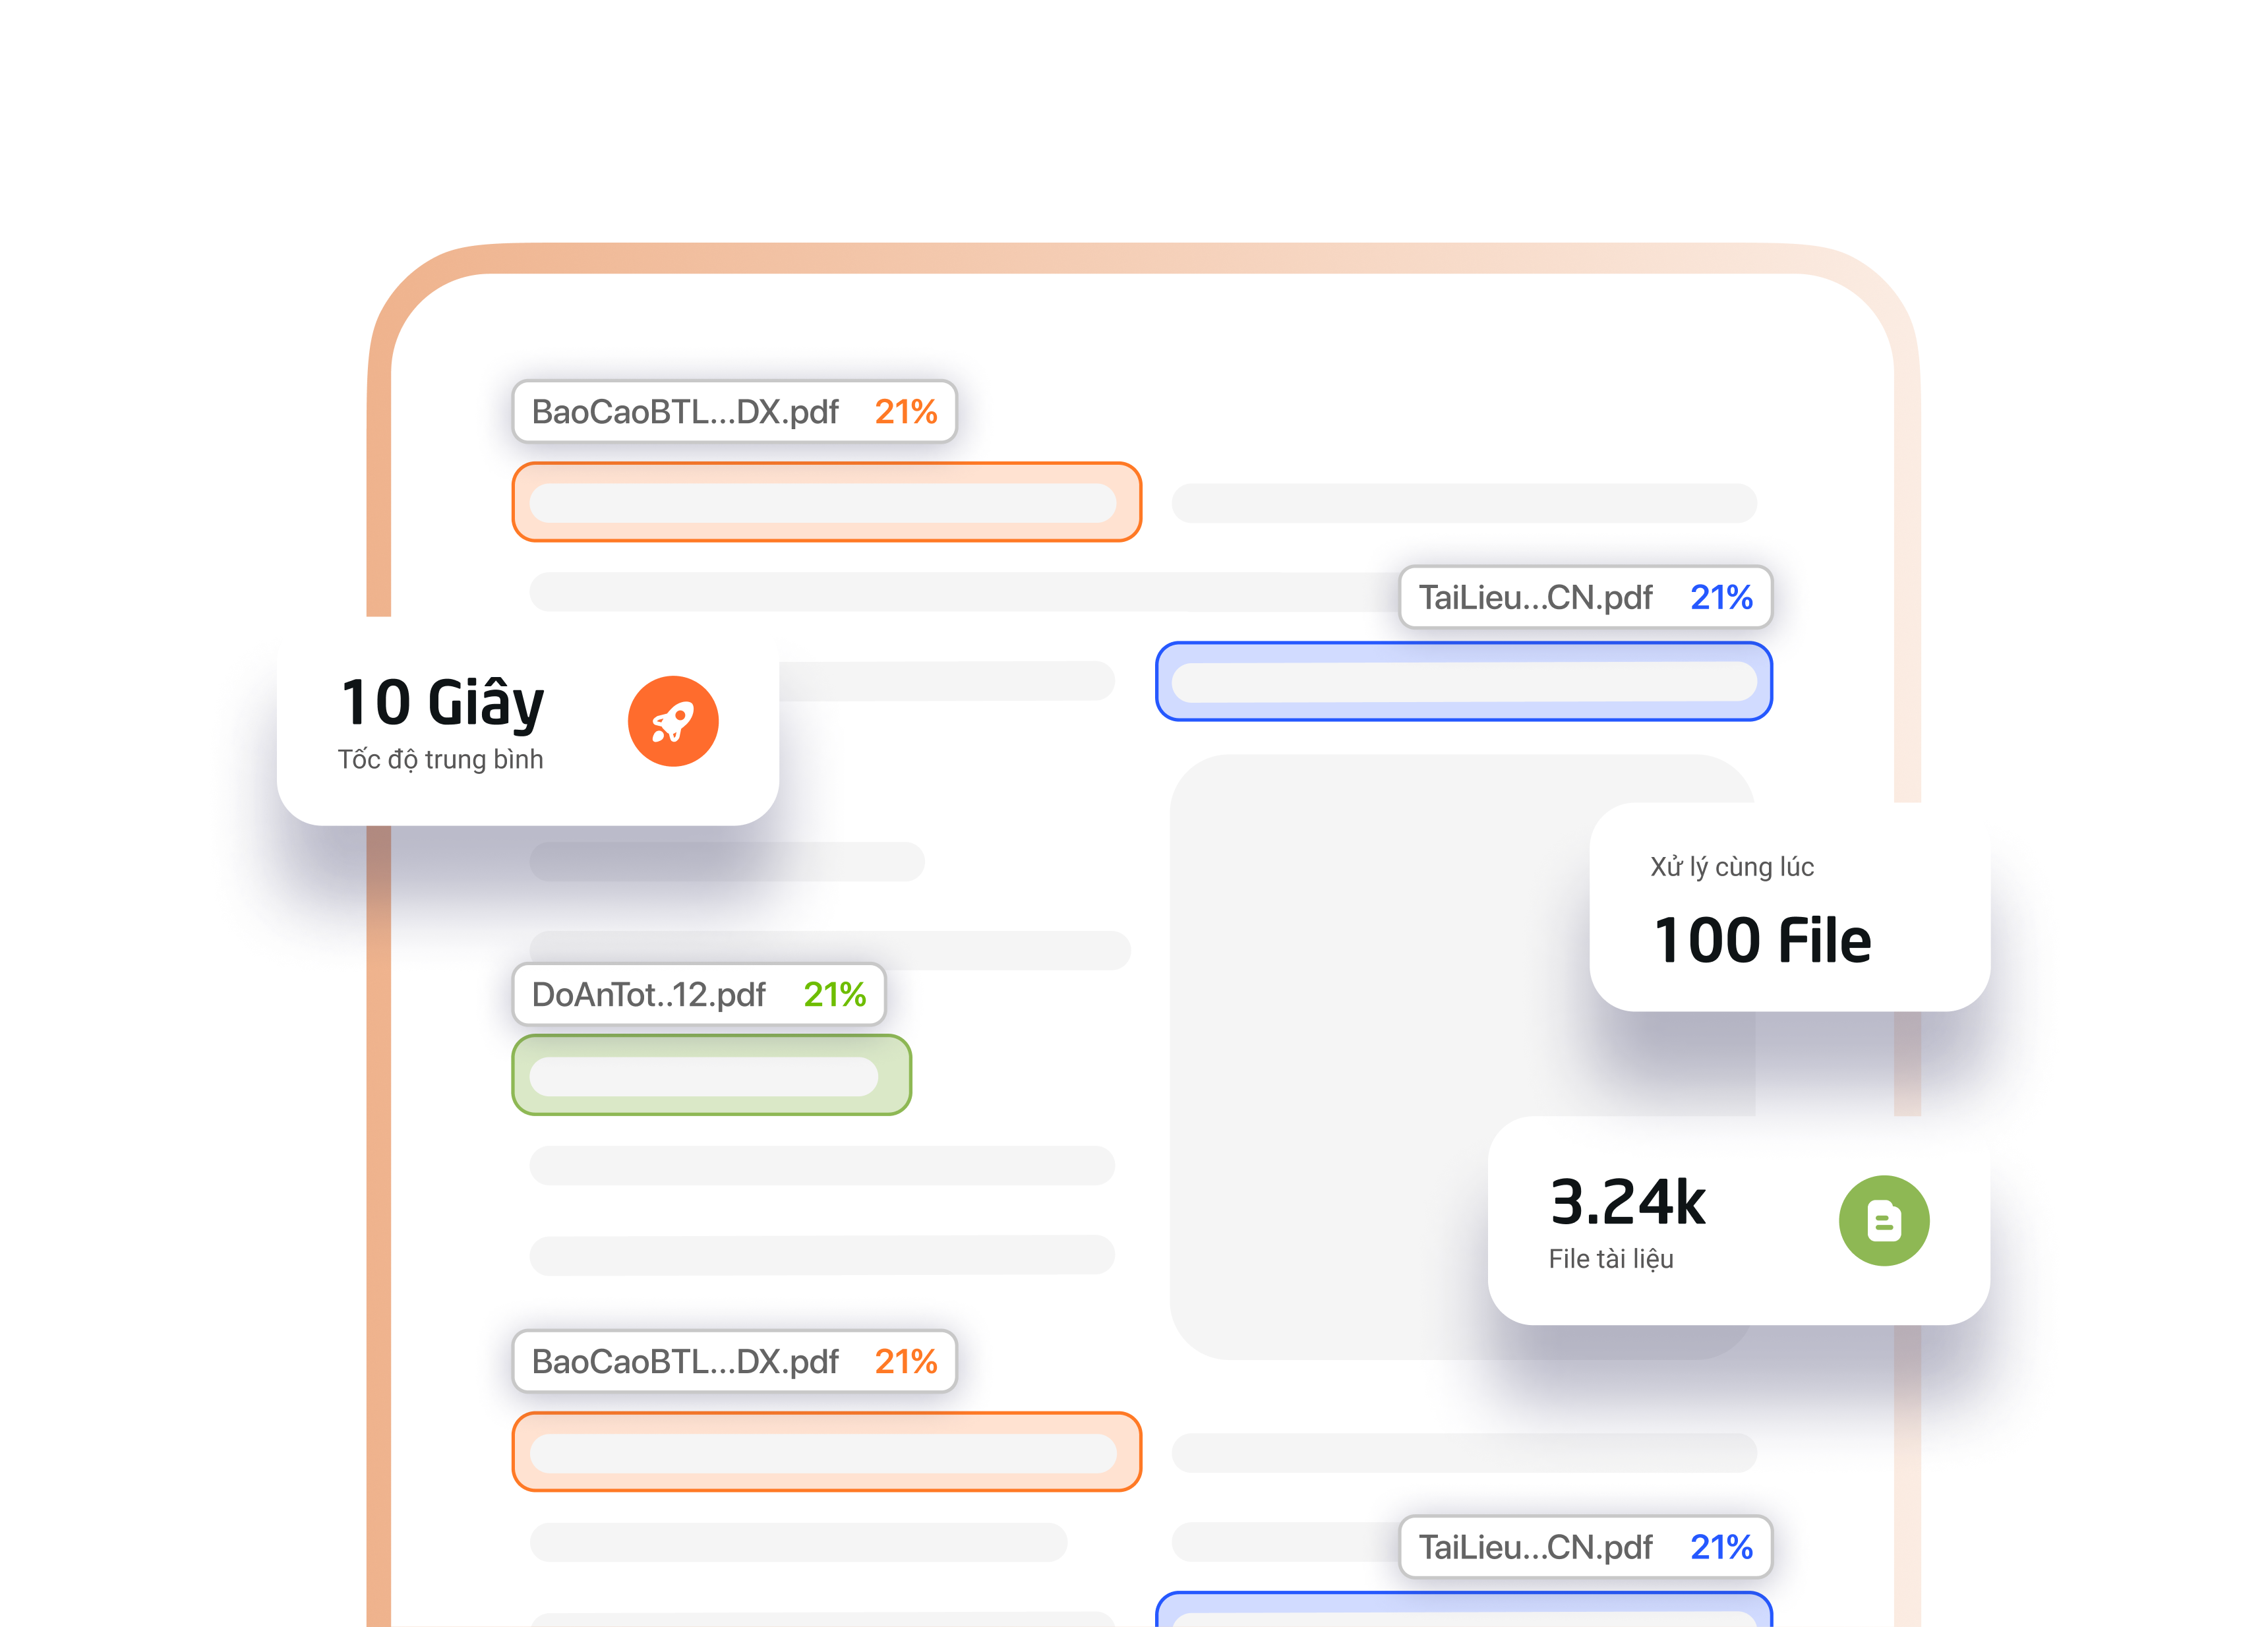 BaoCaoBTL...DX.pdf 21%
TaiLieu...CN.pdf 21%
10 Giây
Tốc độ trung bình
Xử lý cùng lúc
100 File
DoAnTot..12.pdf 21%
3.24k
File tài liệu
BaoCaoBTL...DX.pdf 21%
TaiLieu...CN.pdf 21%